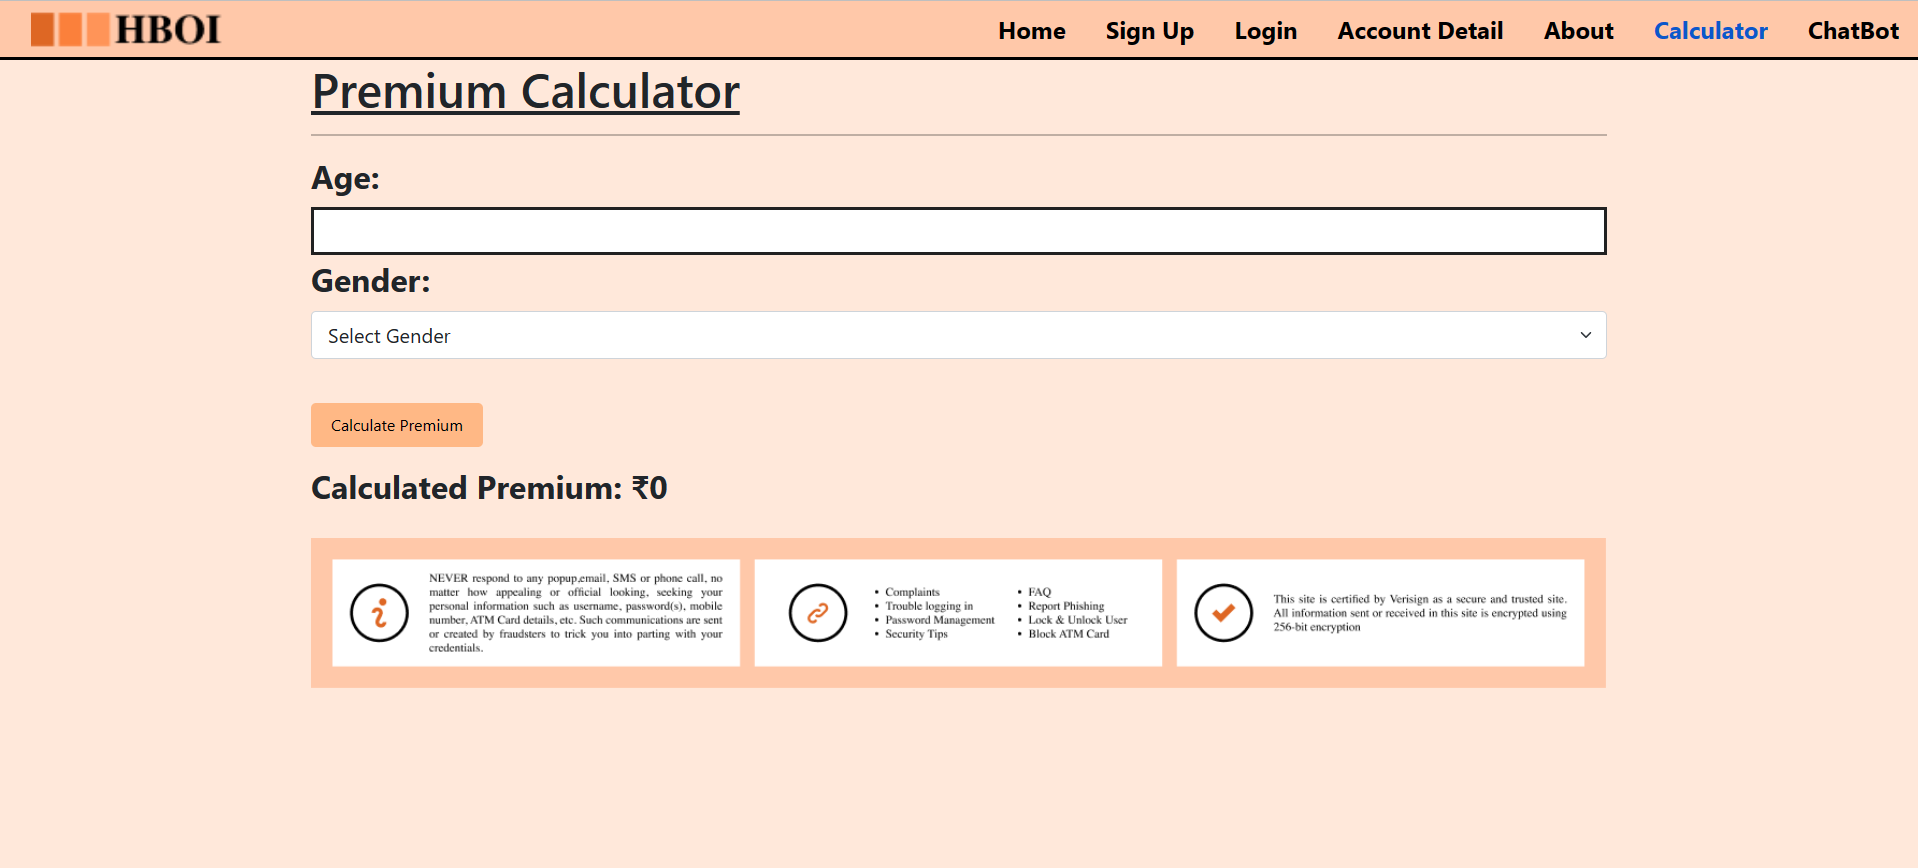 HBOI
Home Sign Up Login Account Detail About Calculator ChatBot
Premium Calculator
Age:
Gender:
Select Gender
Calculate Premium
Calculated Premium: ₹0
NEVER respond to any popup,email, SMS or phone call, no
matter how appealing or official looking, seeking your
personal information such as username, password(s), mobile
number, ATM Card details, etc. Such communications are sent
or created by fraudsters to trick you into parting with your
credentials.
• Complaints
• Trouble logging in
• Password Management
• Security Tips
• FAQ
• Report Phishing
• Lock & Unlock User
• Block ATM Card
This site is certified by Verisign as a secure and trusted site.
All information sent or received in this site is encrypted using
256-bit encryption